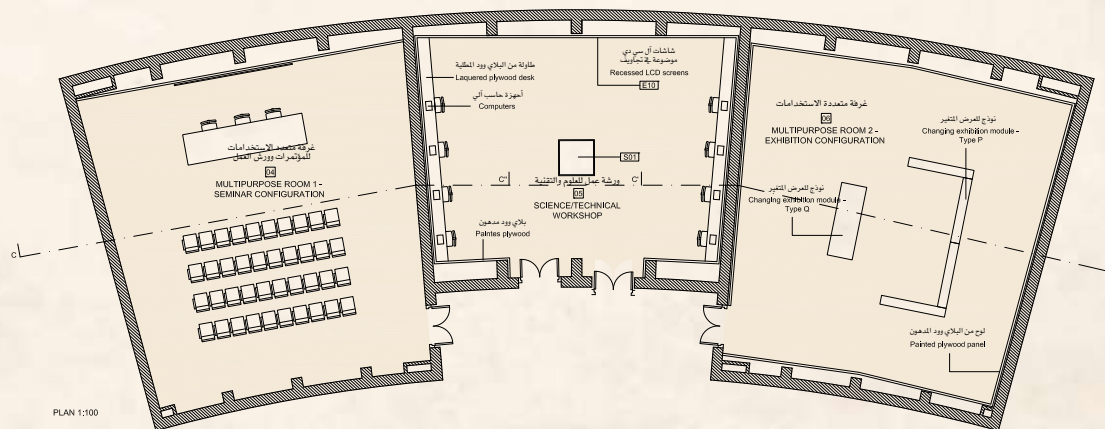 غرفة متعدد الاستخدامات
للمؤتمرات وورش العمل
04
MULTIPURPOSE ROOM 1 -
SEMINAR CONFIGURATION
C
PLAN 1:100
طاولة من البلاي وود المطلية
Laquered plywood desk
أجهزة حاسب آلي
Computers
شاشات آل سي دي
موضوعة في تجاويف
Recessed LCD screens
E10
S01
C"
C'
ورشة عمل للعلوم والتقنية
05
SCIENCE/TECHNICAL
WORKSHOP
بلاي وود مدهون
Paintes plywood
غرفة متعددة الاستخدامات
06
MULTIPURPOSE ROOM 2 -
EXHIBITION CONFIGURATION
نوذج للعرض المتغير
Changing exhibition module -
Type P
نوذج للعرض المتغير
Changing exhibition module -
Type Q
لوح من البلاي وود المدهون
Painted plywood panel